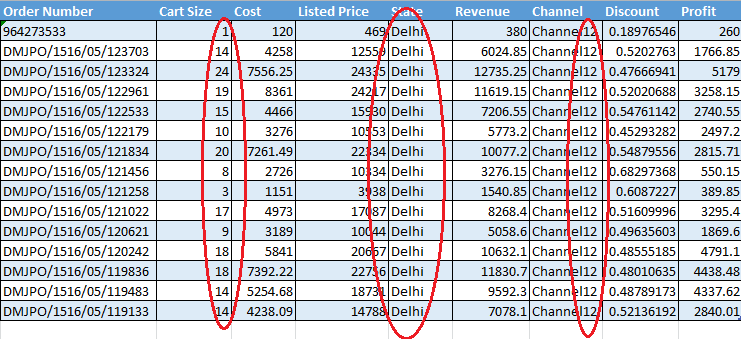 Order Number Cart Size Cost Listed Price State Revenue Channel Discount Profit
964273533 1 120 469 Delhi 380 Channel12 0.18976546 260
DMJPO/1516/05/123703 14 4258 12559 Delhi 6024.85 Channel12 0.5202763 1766.85
DMJPO/1516/05/123324 24 7556.25 24335 Delhi 12735.25 Channel12 0.47666941 5179
DMJPO/1516/05/122961 19 8361 24217 Delhi 11619.15 Channel12 0.52020688 3258.15
DMJPO/1516/05/122533 15 4466 15930 Delhi 7206.55 Channel12 0.54761142 2740.55
DMJPO/1516/05/122179 10 3276 10553 Delhi 5773.2 Channel12 0.45293282 2497.2
DMJPO/1516/05/121834 20 7261.49 22334 Delhi 10077.2 Channel12 0.54879556 2815.71
DMJPO/1516/05/121456 8 2726 10334 Delhi 3276.15 Channel12 0.68297368 550.15
DMJPO/1516/05/121258 3 1151 3938 Delhi 1540.85 Channel12 0.6087227 389.85
DMJPO/1516/05/121022 17 4973 17087 Delhi 8268.4 Channel12 0.51609996 3295.4
DMJPO/1516/05/120621 9 3189 10044 Delhi 5058.6 Channel12 0.49635603 1869.6
DMJPO/1516/05/120242 18 5841 20667 Delhi 10632.1 Channel12 0.48555185 4791.1
DMJPO/1516/05/119836 18 7392.22 22756 Delhi 11830.7 Channel12 0.48010635 4438.48
DMJPO/1516/05/119483 14 5254.68 18731 Delhi 9592.3 Channel12 0.48789173 4337.62
DMJPO/1516/05/119133 14 4238.09 14788 Delhi 7078.1 Channel12 0.52136192 2840.01